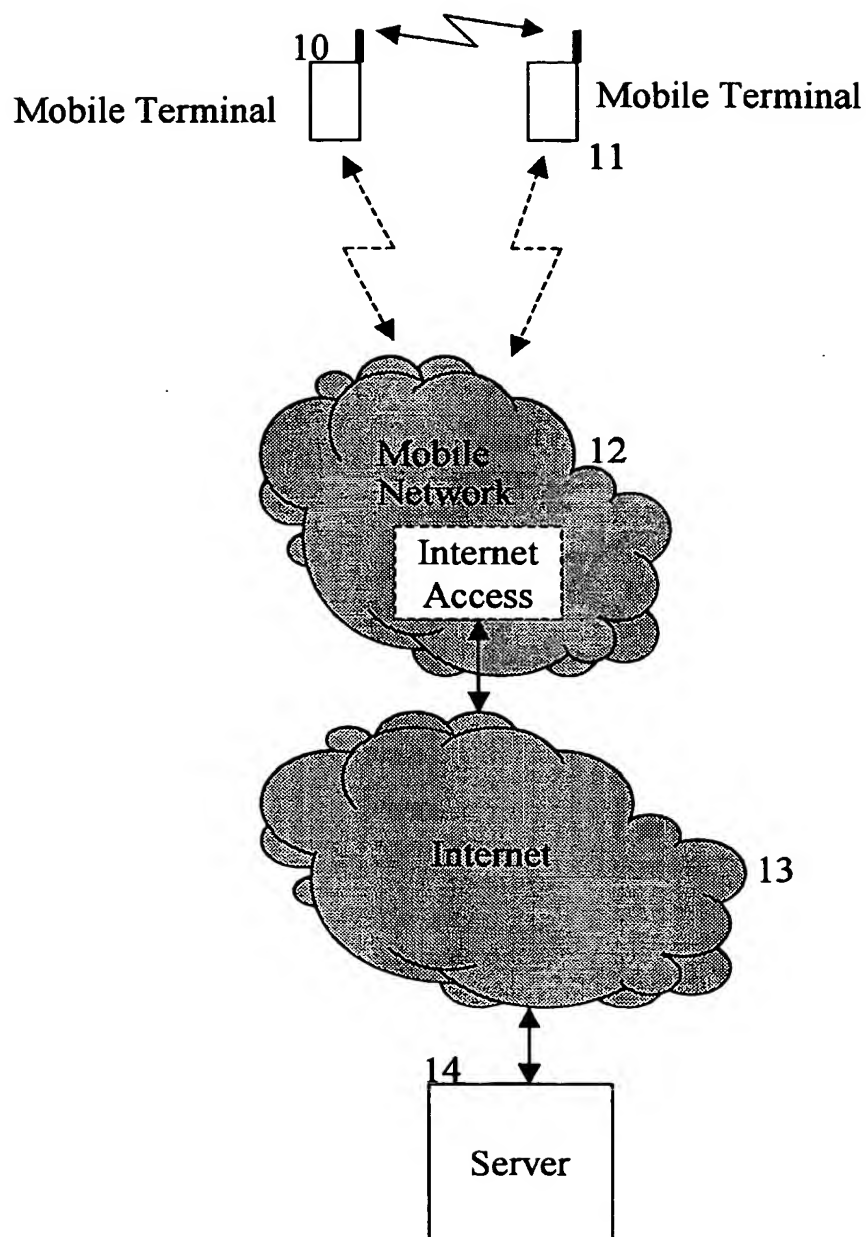 10
Mobile Terminal
Mobile Terminal
11
12
Mobile
Network
Internet
Access
Internet
13
14
Server